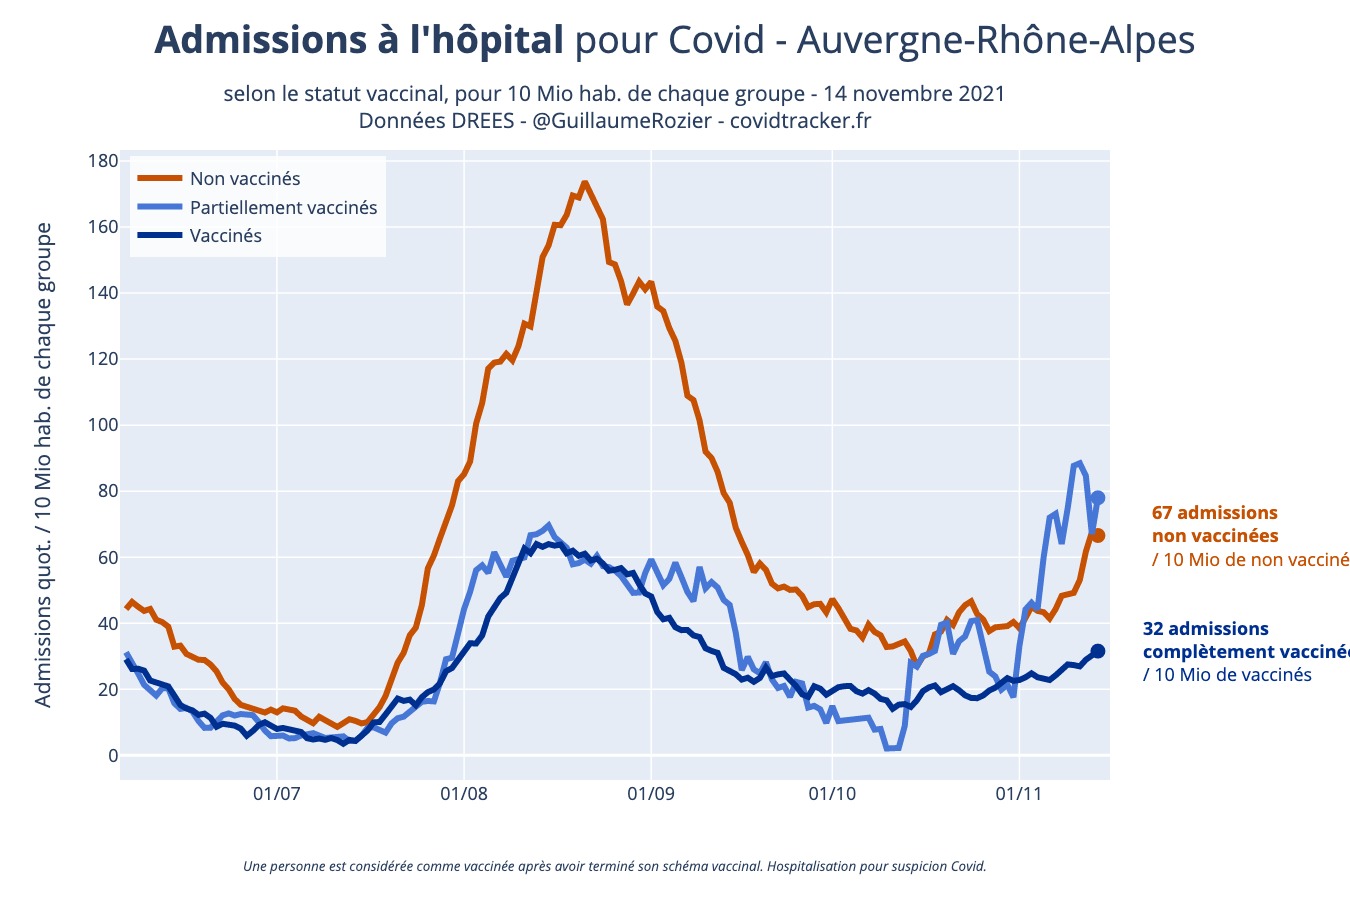 Admissions à l'hôpital pour Covid - Auvergne-Rhône-Alpes
selon le statut vaccinal, pour 10 Mio hab. de chaque groupe - 14 novembre 2021
Données DREES - @GuillaumeRozier - covidtracker.fr
Admissions quot. / 10 Mio hab. de chaque groupe
180
160
140
120
100
80
60
40
20
0
Non vaccinés
Partiellement vaccinés
Vaccinés
67 admissions
non vaccinées
/ 10 Mio de non vacciné
32 admissions
complètement vacciné
/ 10 Mio de vaccinés
01/07
01/08
01/09
01/10
01/11
Une personne est considérée comme vaccinée après avoir terminé son schéma vaccinal. Hospitalisation pour suspicion Covid.